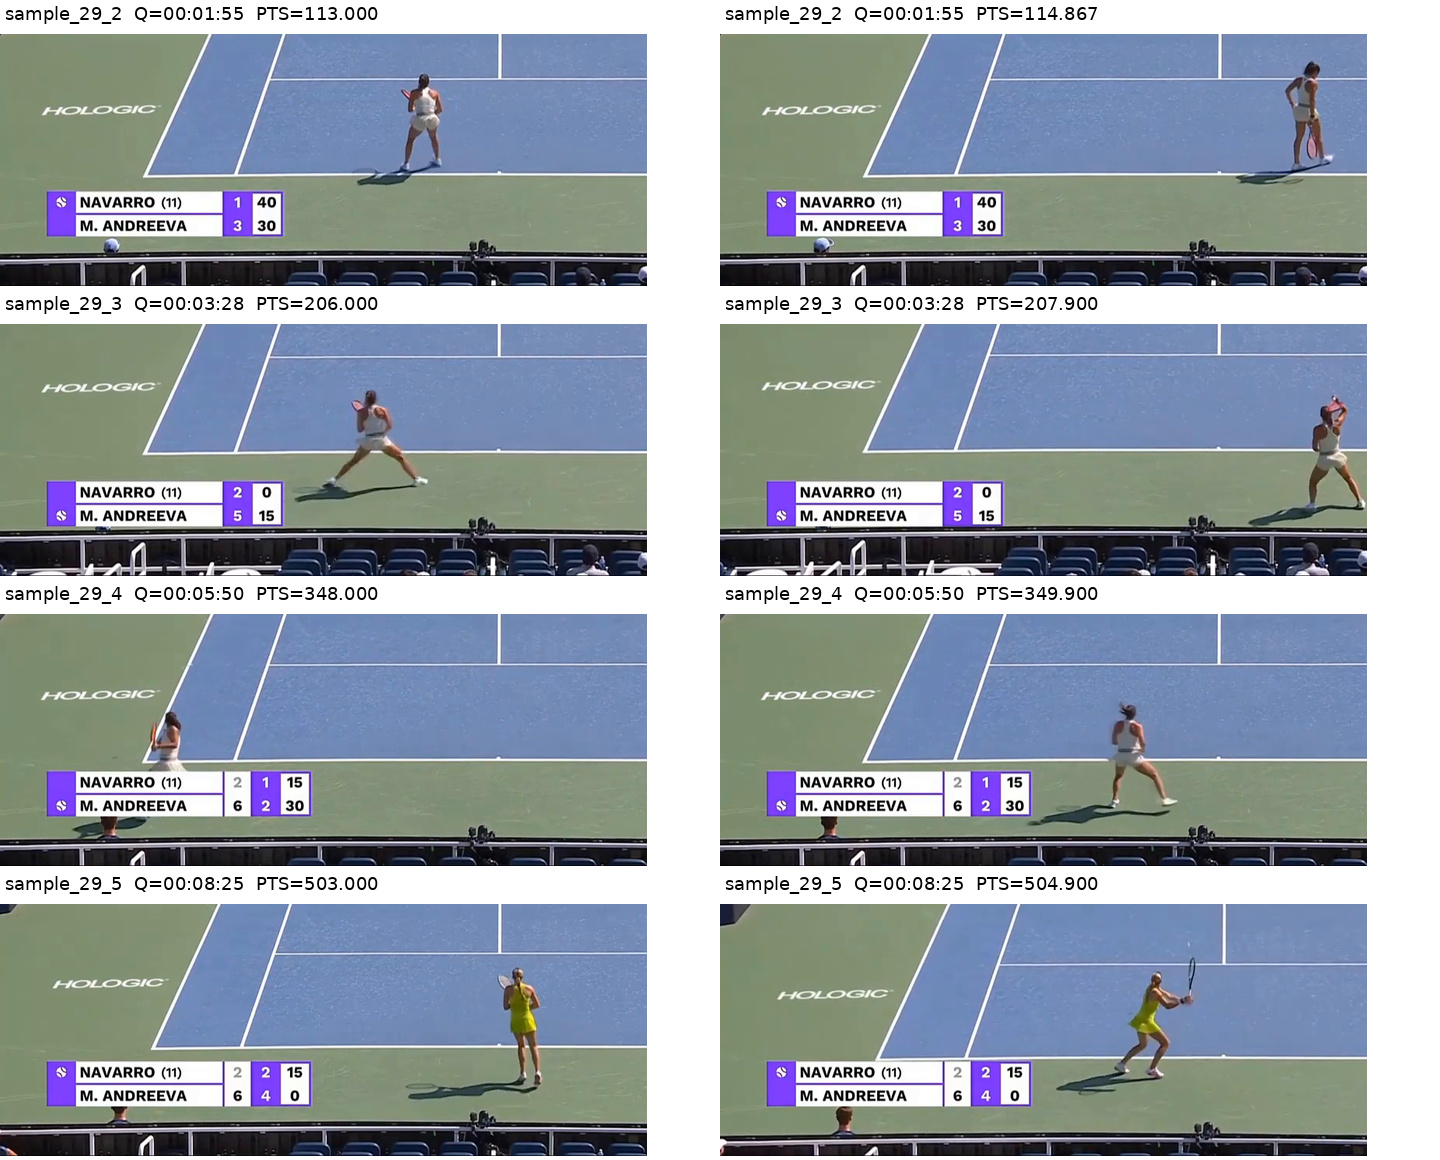 sample_29_2 Q=00:01:55 PTS=113.000
sample_29_2 Q=00:01:55 PTS=114.867
HOLOGIC
HOLOGIC
NAVARRO (11) 1 40
M. ANDREEVA 3 30
NAVARRO (11) 1 40
M. ANDREEVA 3 30
sample_29_3 Q=00:03:28 PTS=206.000
sample_29_3 Q=00:03:28 PTS=207.900
HOLOGIC
HOLOGIC
NAVARRO (11) 2 0
M. ANDREEVA 5 15
NAVARRO (11) 2 0
M. ANDREEVA 5 15
sample_29_4 Q=00:05:50 PTS=348.000
sample_29_4 Q=00:05:50 PTS=349.900
HOLOGIC
HOLOGIC
NAVARRO (11) 2 1 15
M. ANDREEVA 6 2 30
NAVARRO (11) 2 1 15
M. ANDREEVA 6 2 30
sample_29_5 Q=00:08:25 PTS=503.000
sample_29_5 Q=00:08:25 PTS=504.900
HOLOGIC
HOLOGIC
NAVARRO (11) 2 2 15
M. ANDREEVA 6 4 0
NAVARRO (11) 2 2 15
M. ANDREEVA 6 4 0